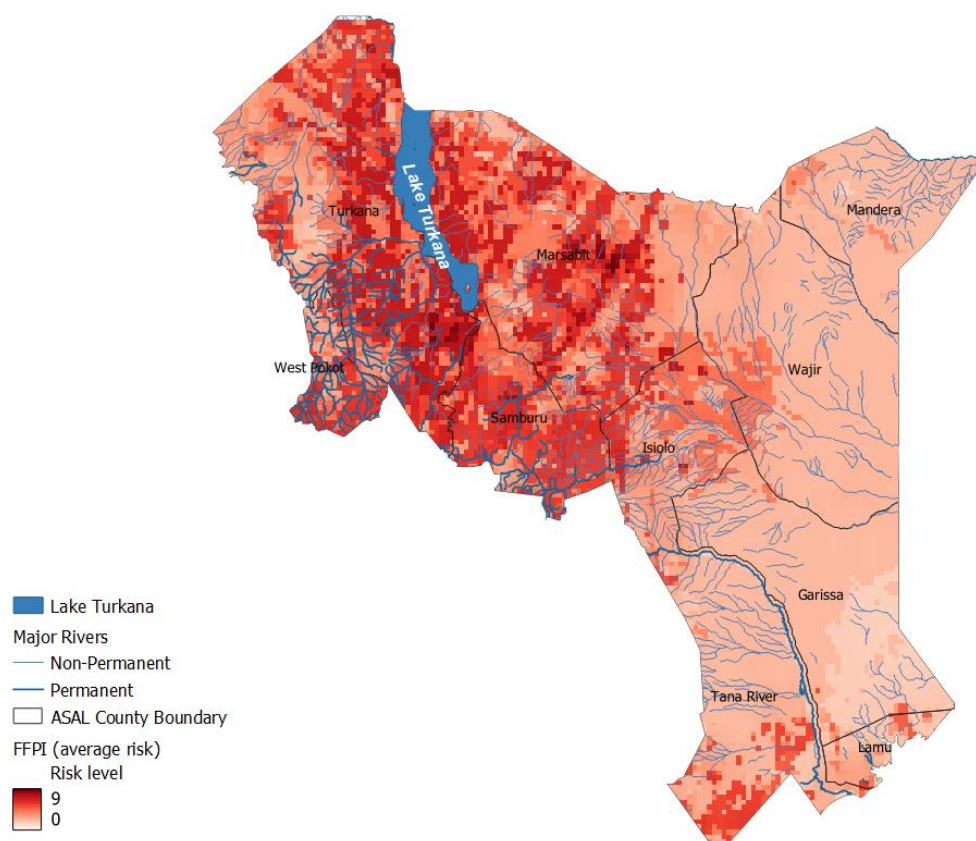 Mandera
Turkana
Lake Turkana
Marsabit
West Pokot
Wajir
Samburu
Isiolo
Garissa
Tana River
Lamu
Lake Turkana
Major Rivers
Non-Permanent
Permanent
ASAL County Boundary
FFPI (average risk)
Risk level
9
0